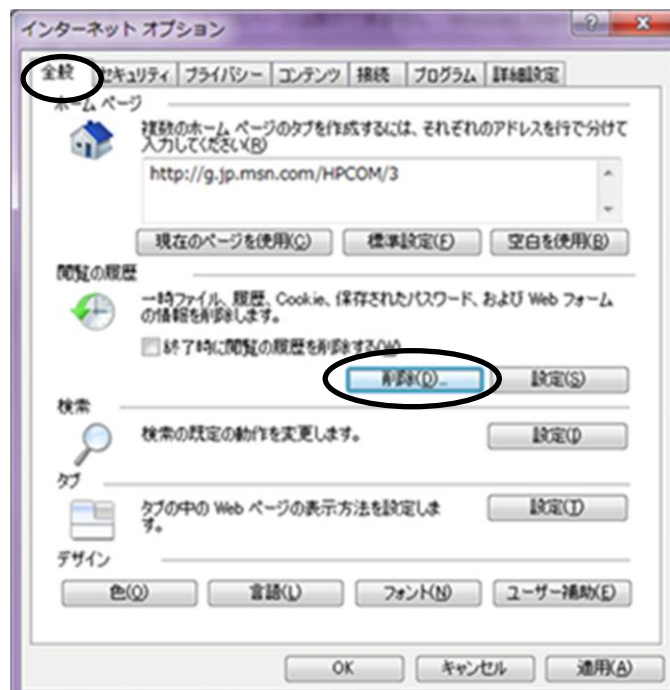 インターネット オプション
全般 セキュリティ プライバシー コンテンツ 接続 プログラム 詳細設定
ホーム ページ
複数のホーム ページのタブを作成するには、それぞれのアドレスを行で分けて
入力してください(R)
http://g.jp.msn.com/HPCOM/3
現在のページを使用(C) 標準設定(F) 空白を使用(B)
閲覧の履歴
一時ファイル、履歴、Cookie、保存されたパスワード、および Web フォーム
の情報を削除します。
終了時に閲覧の履歴を削除する(W)
削除(D)... 設定(S)
検索
検索の既定の動作を変更します。 設定(I)
タブ
タブの中の Web ページの表示方法を設定しま
す。 設定(T)
デザイン
色(O) 言語(L) フォント(N) ユーザー補助(E)
OK キャンセル 適用(A)